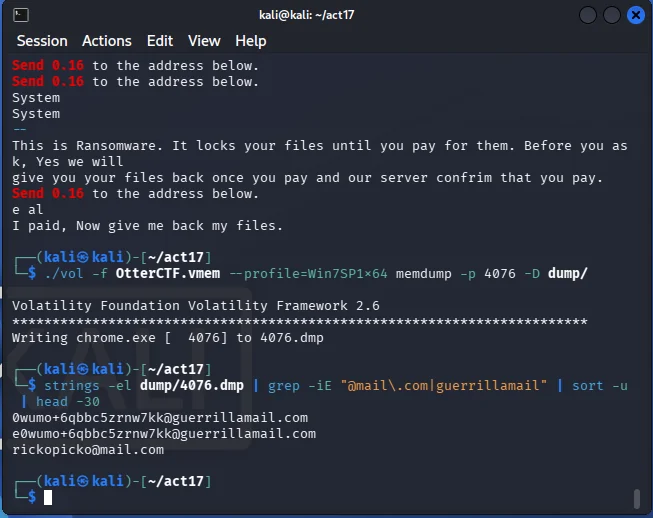 kali@kali: ~/act17
Session Actions Edit View Help
Send 0.16 to the address below.
Send 0.16 to the address below.
System
System
--
This is Ransomware. It locks your files until you pay for them. Before you as
k, Yes we will
give you your files back once you pay and our server confrim that you pay.
Send 0.16 to the address below.
e al
I paid, Now give me back my files.
┌──(kali㉿kali)-[~/act17]
└─$ ./vol -f OtterCTF.vmem --profile=Win7SP1×64 memdump -p 4076 -D dump/
Volatility Foundation Volatility Framework 2.6
************************************************************************
Writing chrome.exe [  4076] to 4076.dmp
┌──(kali㉿kali)-[~/act17]
└─$ strings -el dump/4076.dmp | grep -iE "@mail\.com|guerrillamail" | sort -u
| head -30
0wumo+6qbbc5zrnw7kk@guerrillamail.com
e0wumo+6qbbc5zrnw7kk@guerrillamail.com
rickopicko@mail.com
┌──(kali㉿kali)-[~/act17]
└─$
KALI